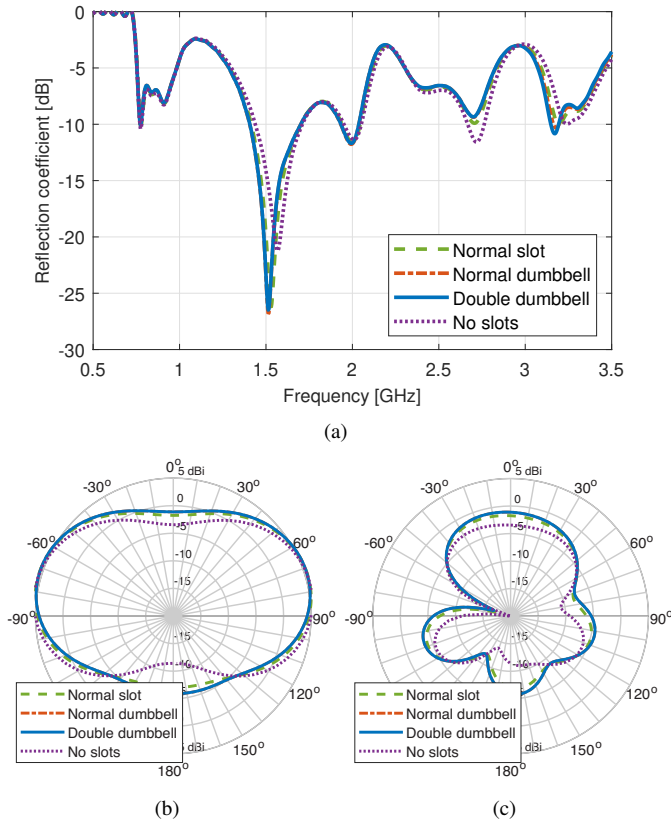 0
-5
-10
-15
-20
-25
-30
Reflection coefficient [dB]
Normal slot
Normal dumbbell
Double dumbbell
No slots
0.5 1 1.5 2 2.5 3 3.5
Frequency [GHz]
(a)
0° 5 dBi
-30° 30°
0
-60° -5 60°
-10
-15
-90° 90°
-15
-10
120°
Normal slot
Normal dumbbell
Double dumbbell
No slots
5 dBi 150°
180°
(b)
0° 5 dBi
-30° 30°
0
-60° -5 60°
-10
-15
-90° 90°
-15
-10
120°
Normal slot
Normal dumbbell
Double dumbbell
No slots
dBi 150°
180°
(c)